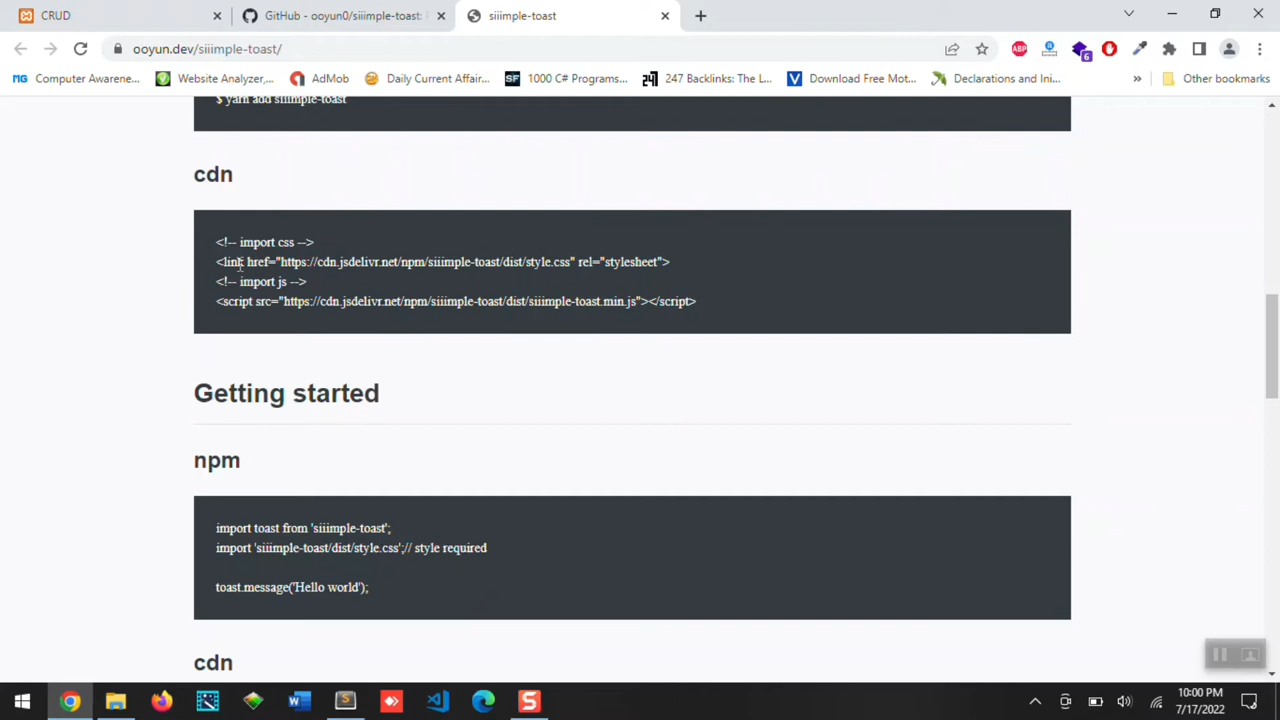 CRUD
GitHub - ooyun0/siiimple-toast:
siiimple-toast
ooyun.dev/siiimple-toast/
6
MG Computer Awarene...
Website Analyzer,...
AdMob
Daily Current Affair...
SF 1000 C# Programs...
247 Backlinks: The L...
Download Free Mot...
Declarations and Ini...
»
Other bookmarks
$ yarn add siiimple-toast
cdn
<!-- import css -->
<link href="https://cdn.jsdelivr.net/npm/siiimple-toast/dist/style.css" rel="stylesheet">
<!-- import js -->
<script src="https://cdn.jsdelivr.net/npm/siiimple-toast/dist/siiimple-toast.min.js"></script>
Getting started
npm
import toast from 'siiimple-toast';
import 'siiimple-toast/dist/style.css';// style required
toast.message('Hello world');
cdn
10:00 PM
7/17/2022